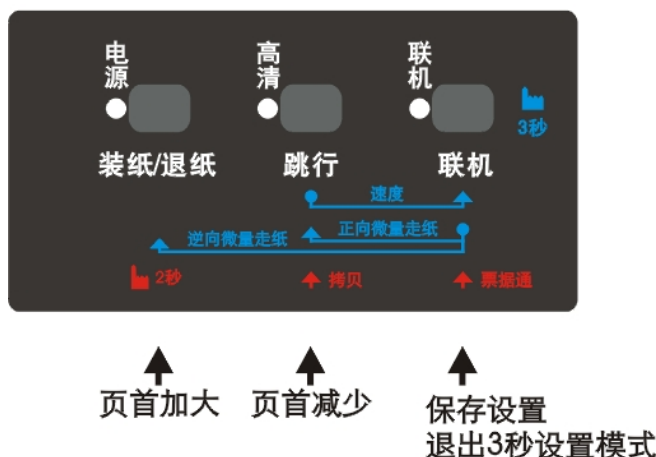 电源
高清
联机
3秒
装纸/退纸
跳行
联机
速度
正向微量走纸
逆向微量走纸
2秒
拷贝
票据通
页首加大
页首减少
保存设置
退出3秒设置模式